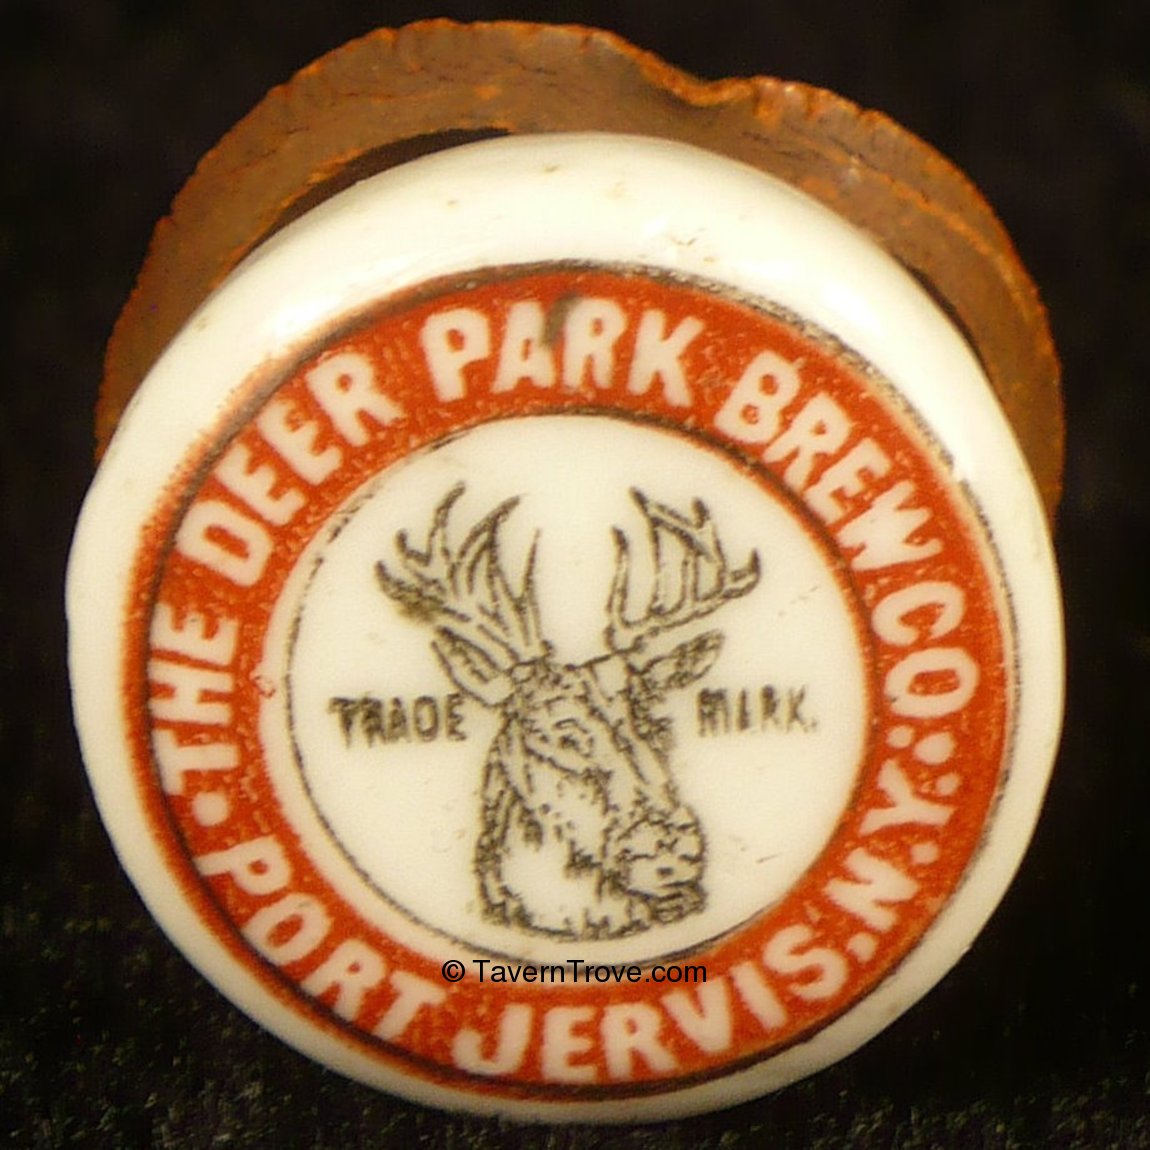 THE DEER PARK BREW. CO.
PORT JERVIS, N.Y.
TRADE MARK.
© TavernTrove.com